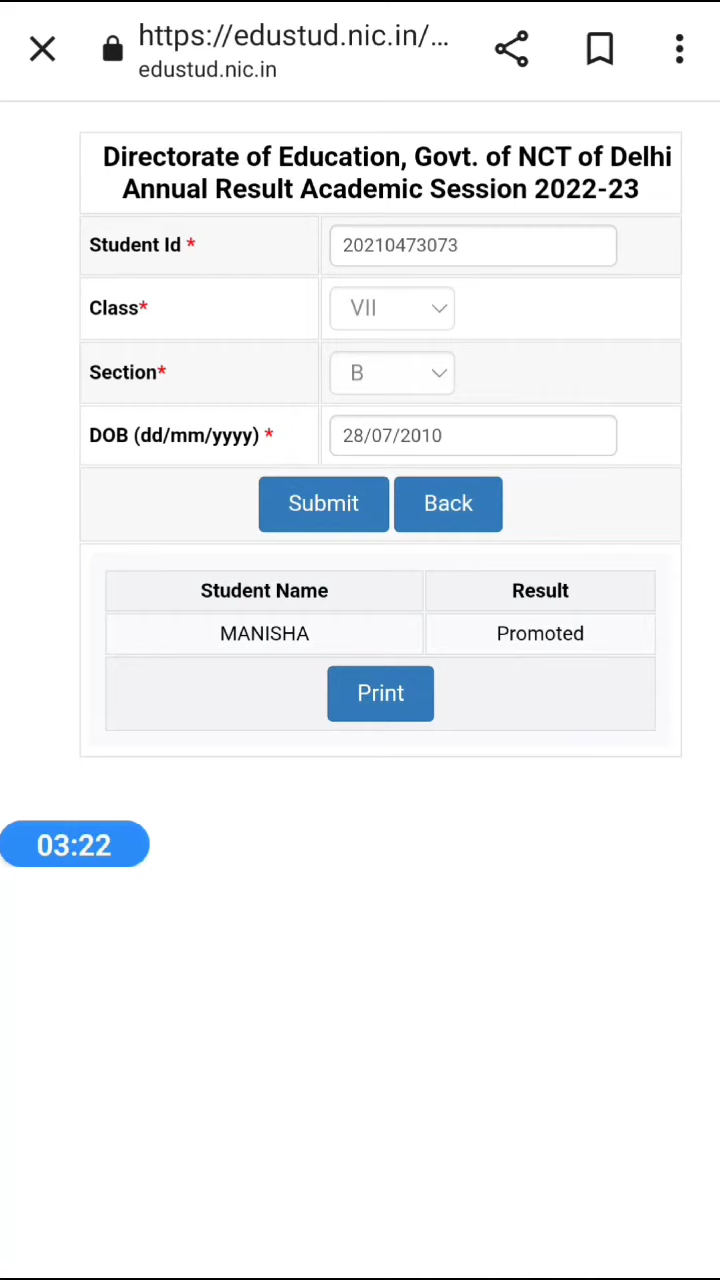 https://edustud.nic.in/...
edustud.nic.in
Directorate of Education, Govt. of NCT of Delhi
Annual Result Academic Session 2022-23
Student Id * 20210473073
Class* VII
Section* B
DOB (dd/mm/yyyy) * 28/07/2010
Submit Back
Student Name Result
MANISHA Promoted
Print
03:22